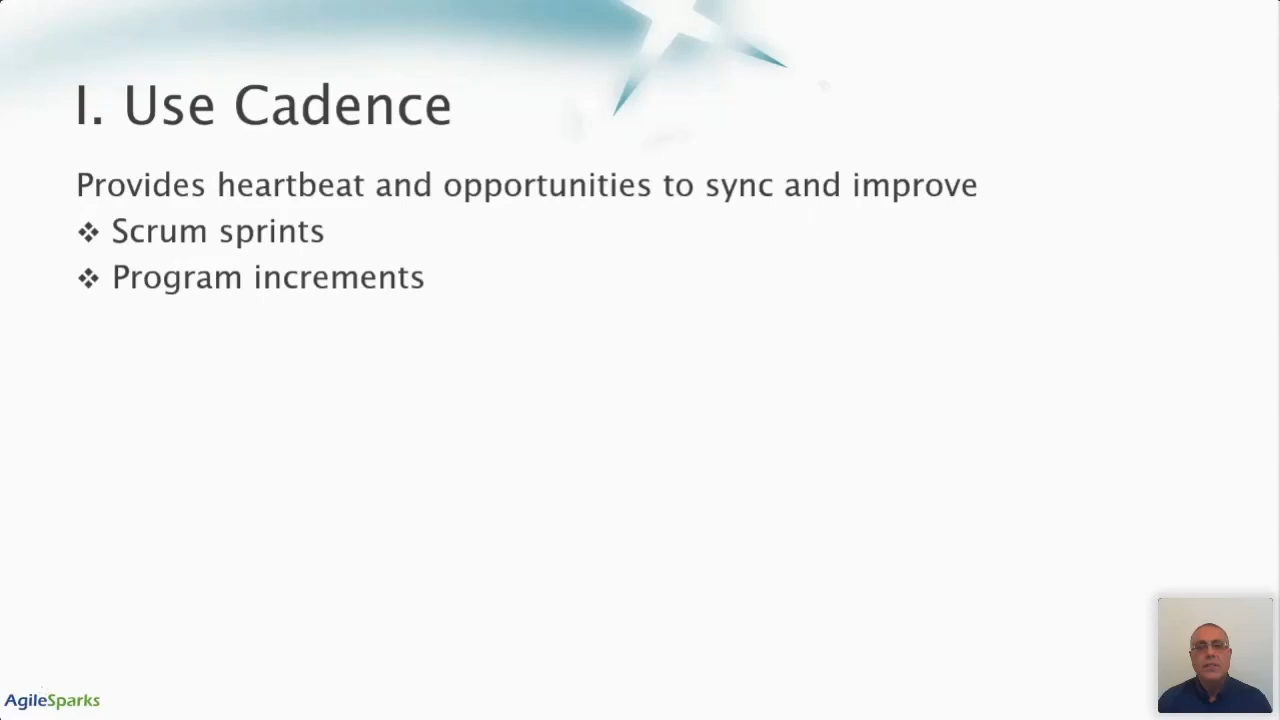 I. Use Cadence
Provides heartbeat and opportunities to sync and improve
❖ Scrum sprints
❖ Program increments
AgileSparks